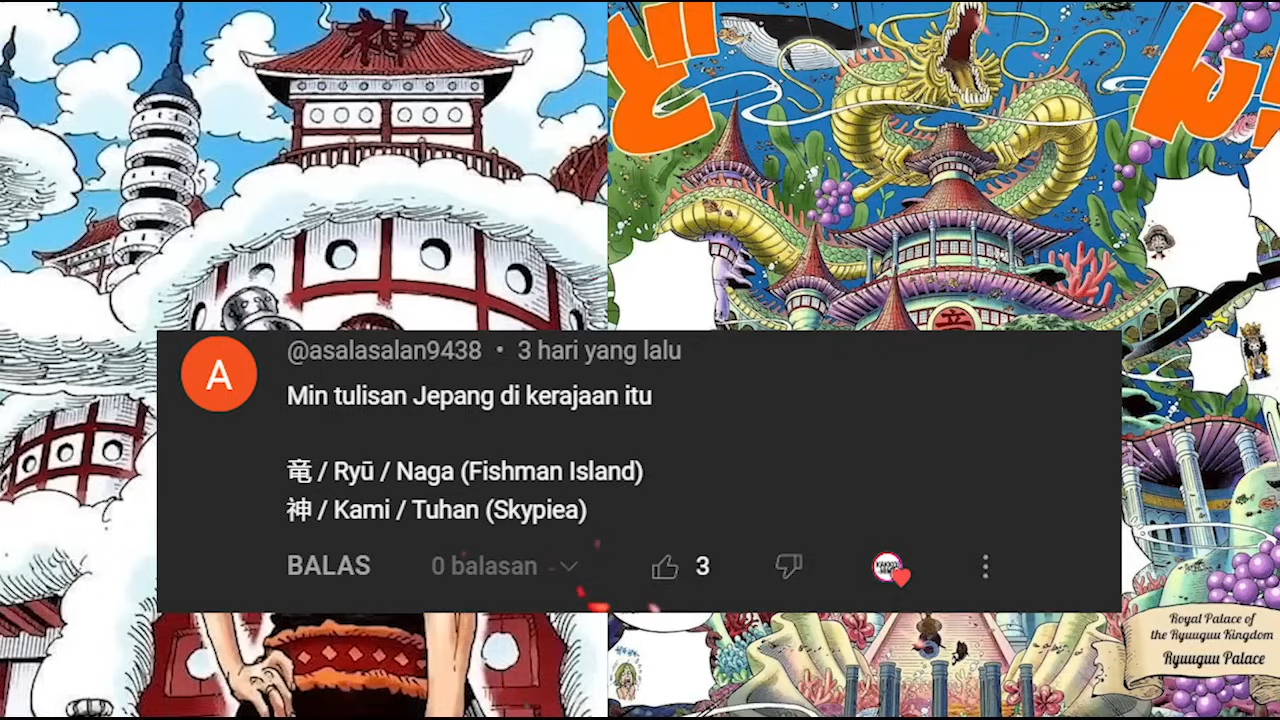 神
どん!
竜
@asalasalan9438 • 3 hari yang lalu
Min tulisan Jepang di kerajaan itu
竜 / Ryū / Naga (Fishman Island)
神 / Kami / Tuhan (Skypiea)
BALAS 0 balasan 3
Royal Palace of
the Ryuuguu Kingdom
Ryuuguu Palace